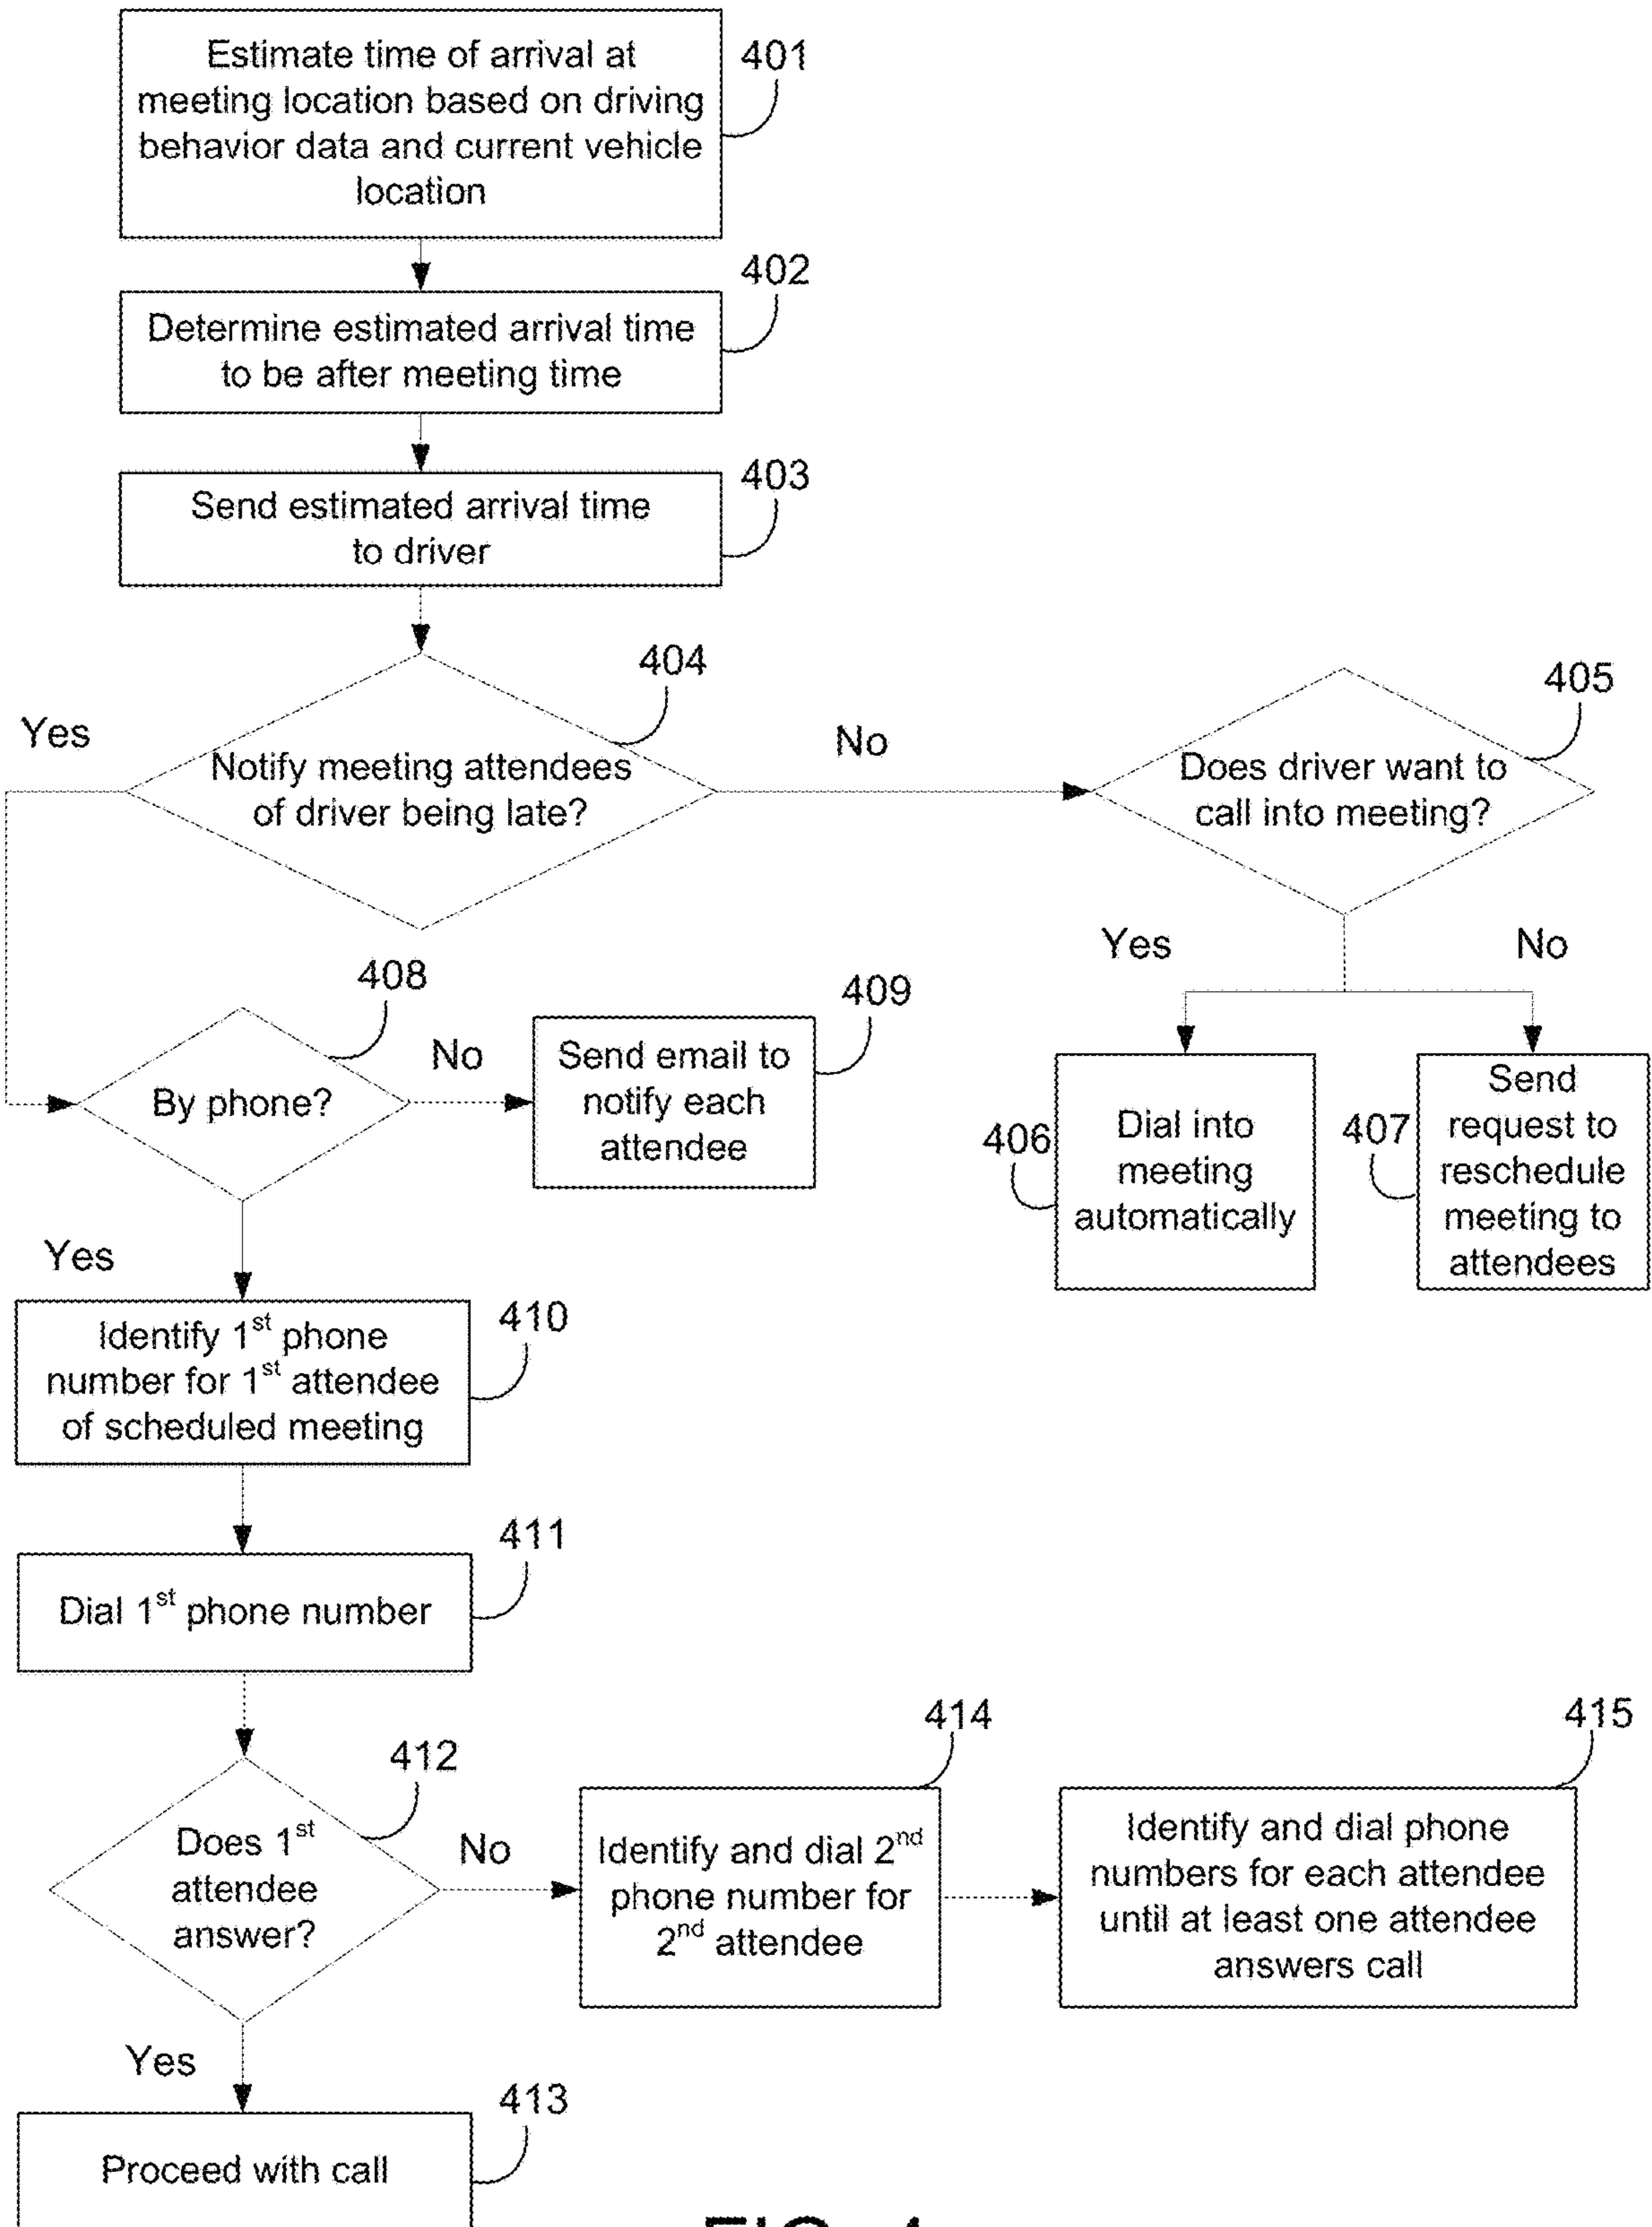 Estimate time of arrival at
meeting location based on driving
behavior data and current vehicle
location
401
402
Determine estimated arrival time
to be after meeting time
403
Send estimated arrival time
to driver
404
405
Yes
No
Notify meeting attendees
of driver being late?
Does driver want to
call into meeting?
Yes
No
408
409
No
By phone?
Send email to
notify each
attendee
406
Dial into
meeting
automatically
407
Send
request to
reschedule
meeting to
attendees
Yes
410
Identify 1st phone
number for 1st attendee
of scheduled meeting
411
Dial 1st phone number
412
414
415
Does 1st
attendee
answer?
No
Identify and dial 2nd
phone number for
2nd attendee
Identify and dial phone
numbers for each attendee
until at least one attendee
answers call
Yes
413
Proceed with call